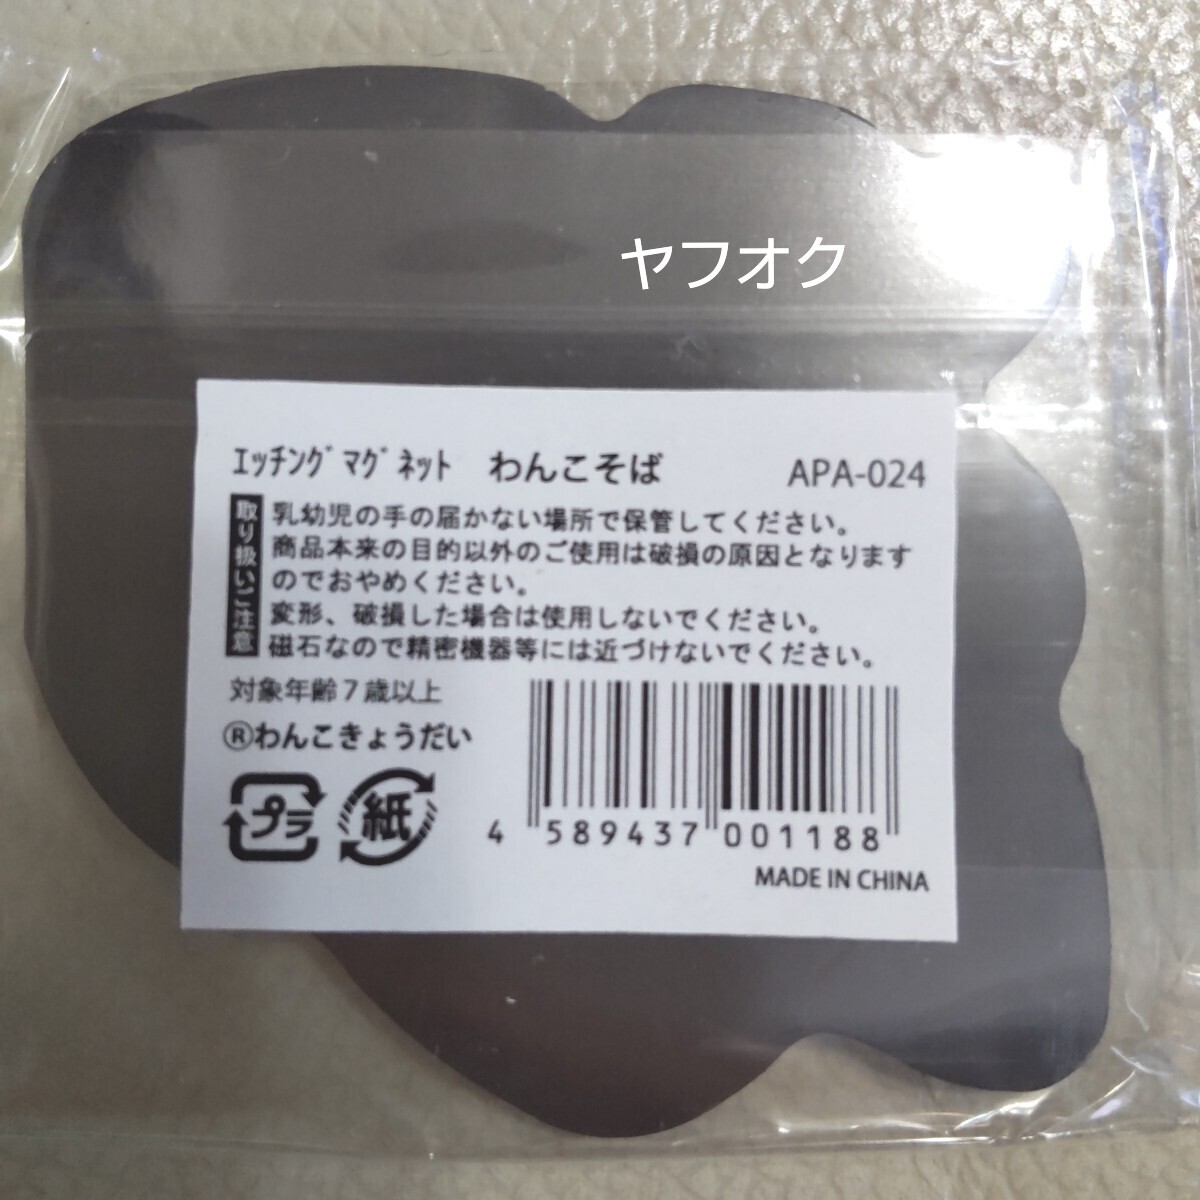 ヤフオク
ｴｯﾁﾝｸﾞﾏｸﾞﾈｯﾄ わんこそば APA-024
取り扱いご注意
乳幼児の手の届かない場所で保管してください。
商品本来の目的以外のご使用は破損の原因となります
のでおやめください。
変形、破損した場合は使用しないでください。
磁石なので精密機器等には近づけないでください。
対象年齢7歳以上
®わんこきょうだい
プラ 紙
4 589437 001188
MADE IN CHINA